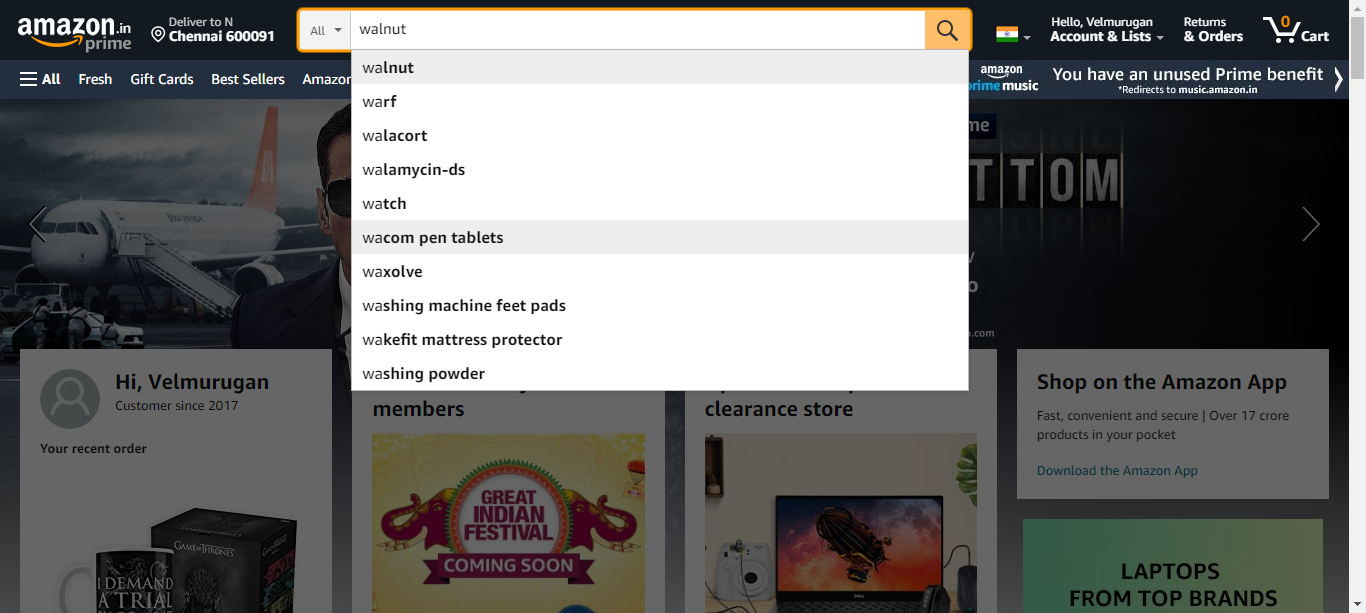 amazon.in
prime
Deliver to N
Chennai 600091
All
walnut
Hello, Velmurugan
Account & Lists
Returns
& Orders
0
Cart
All
Fresh
Gift Cards
Best Sellers
Amazon
amazon
prime music
You have an unused Prime benefit
*Redirects to music.amazon.in
walnut
warf
walacort
walamycin-ds
watch
wacom pen tablets
waxolve
washing machine feet pads
wakefit mattress protector
washing powder
TTOM
.com
Hi, Velmurugan
Customer since 2017
Your recent order
GAME OF THRONES
I DEMAND
A TRIAL
members
GREAT
INDIAN
FESTIVAL
COMING SOON
clearance store
DELL
Shop on the Amazon App
Fast, convenient and secure | Over 17 crore
products in your pocket
Download the Amazon App
LAPTOPS
FROM TOP BRANDS